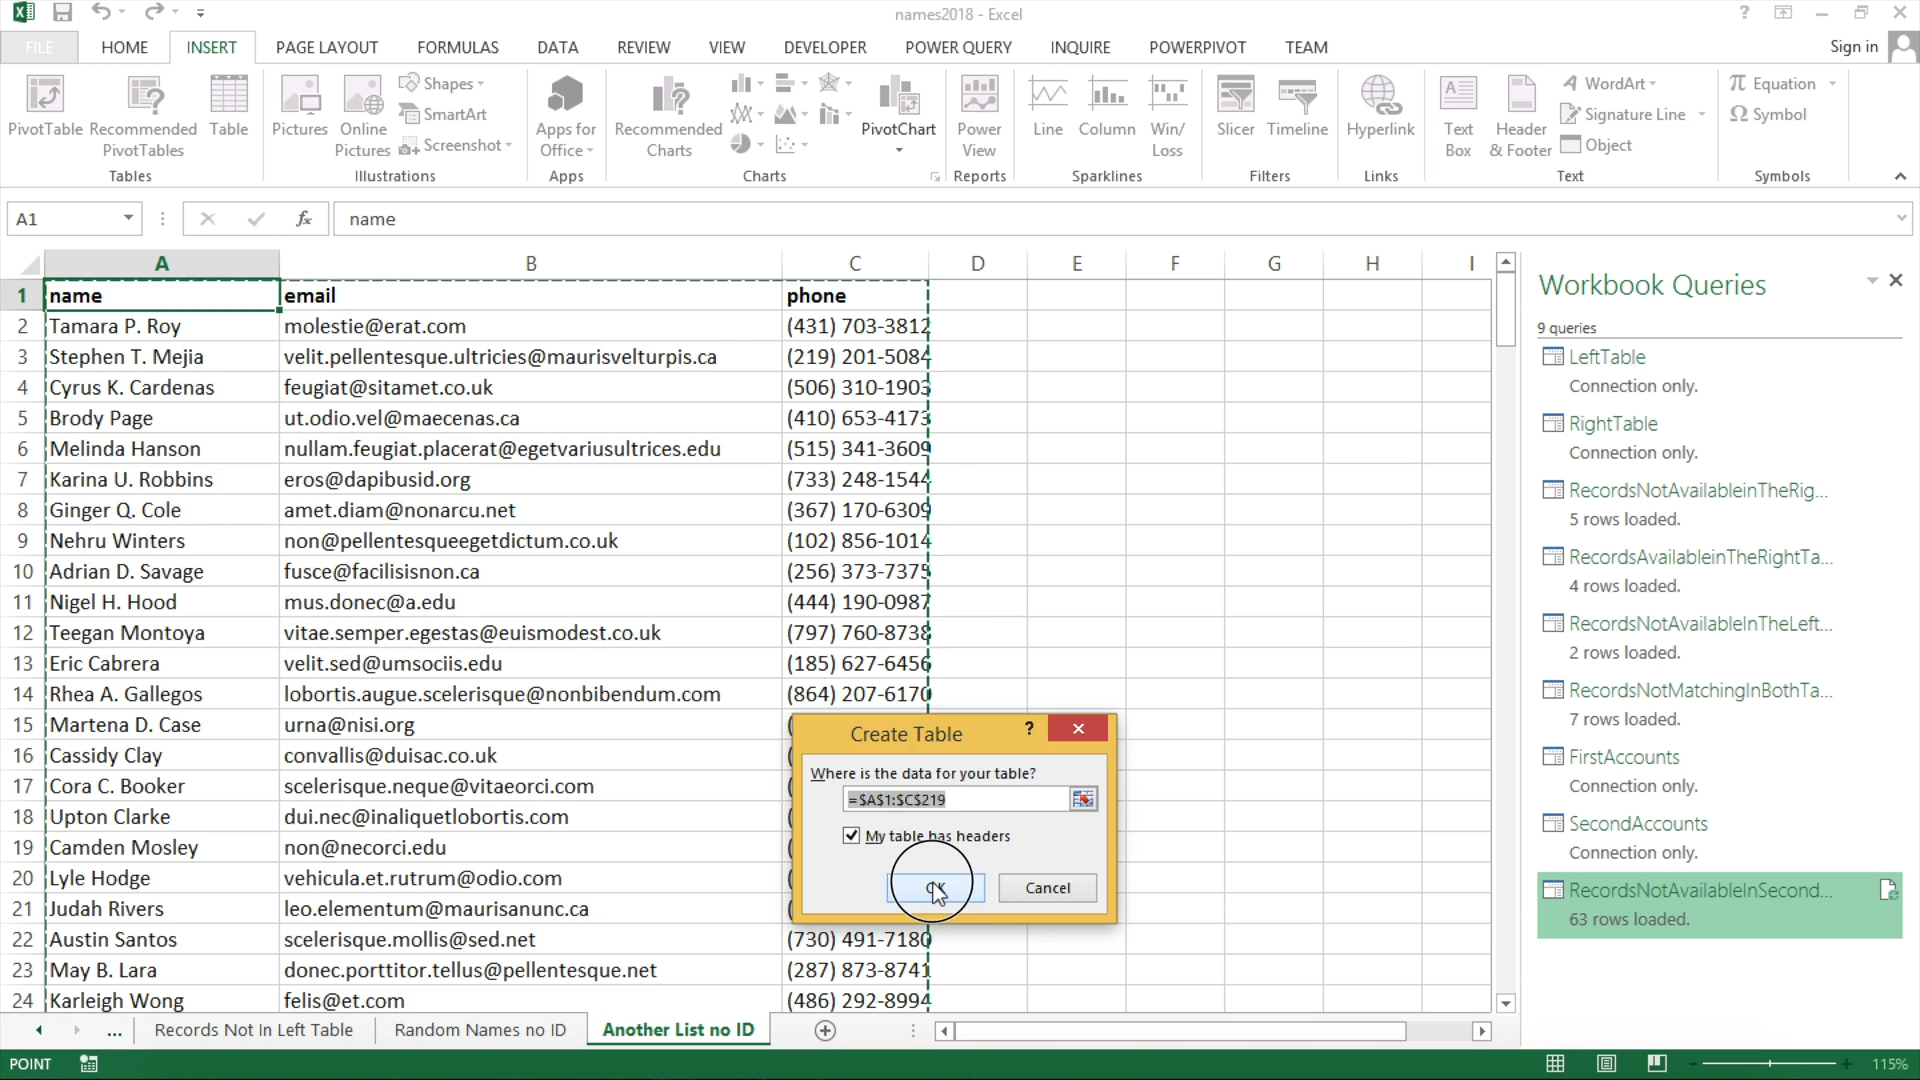 names2018 - Excel
?
FILE HOME INSERT PAGE LAYOUT FORMULAS DATA REVIEW VIEW DEVELOPER POWER QUERY INQUIRE POWERPIVOT TEAM Sign in
PivotTable Recommended PivotTables Table
Tables
Pictures Online Pictures Shapes SmartArt Screenshot
Illustrations
Apps for Office
Apps
Recommended Charts PivotChart
Charts
Power View
Reports
Line Column Win/Loss
Sparklines
Slicer Timeline
Filters
Hyperlink
Links
Text Box Header & Footer WordArt Signature Line Object
Text
Equation Symbol
Symbols
A1 fx name
A B C D E F G H I
1 name email phone
2 Tamara P. Roy molestie@erat.com (431) 703-3812
3 Stephen T. Mejia velit.pellentesque.ultricies@maurisvelturpis.ca (219) 201-5084
4 Cyrus K. Cardenas feugiat@sitamet.co.uk (506) 310-1903
5 Brody Page ut.odio.vel@maecenas.ca (410) 653-4173
6 Melinda Hanson nullam.feugiat.placerat@egetvariusultrices.edu (515) 341-3609
7 Karina U. Robbins eros@dapibusid.org (733) 248-1544
8 Ginger Q. Cole amet.diam@nonarcu.net (367) 170-6309
9 Nehru Winters non@pellentesqueegetdictum.co.uk (102) 856-1014
10 Adrian D. Savage fusce@facilisisnon.ca (256) 373-7375
11 Nigel H. Hood mus.donec@a.edu (444) 190-0987
12 Teegan Montoya vitae.semper.egestas@euismodest.co.uk (797) 760-8738
13 Eric Cabrera velit.sed@umsociis.edu (185) 627-6456
14 Rhea A. Gallegos lobortis.augue.scelerisque@nonbibendum.com (864) 207-6170
15 Martena D. Case urna@nisi.org (
16 Cassidy Clay convallis@duisac.co.uk (
17 Cora C. Booker scelerisque.neque@vitaeorci.com (
18 Upton Clarke dui.nec@inaliquetlobortis.com (
19 Camden Mosley non@necorci.edu (
20 Lyle Hodge vehicula.et.rutrum@odio.com (
21 Judah Rivers leo.elementum@maurisanunc.ca (
22 Austin Santos scelerisque.mollis@sed.net (730) 491-7180
23 May B. Lara donec.porttitor.tellus@pellentesque.net (287) 873-8741
24 Karleigh Wong felis@et.com (486) 292-8994
Create Table ?
Where is the data for your table?
=$A$1:$C$219
My table has headers
OK Cancel
Workbook Queries
9 queries
LeftTable
Connection only.
RightTable
Connection only.
RecordsNotAvailableinTheRig...
5 rows loaded.
RecordsAvailableinTheRightTa...
4 rows loaded.
RecordsNotAvailableInTheLeft...
2 rows loaded.
RecordsNotMatchingInBothTa...
7 rows loaded.
FirstAccounts
Connection only.
SecondAccounts
Connection only.
RecordsNotAvailableInSecond...
63 rows loaded.
... Records Not In Left Table Random Names no ID Another List no ID
POINT 115%